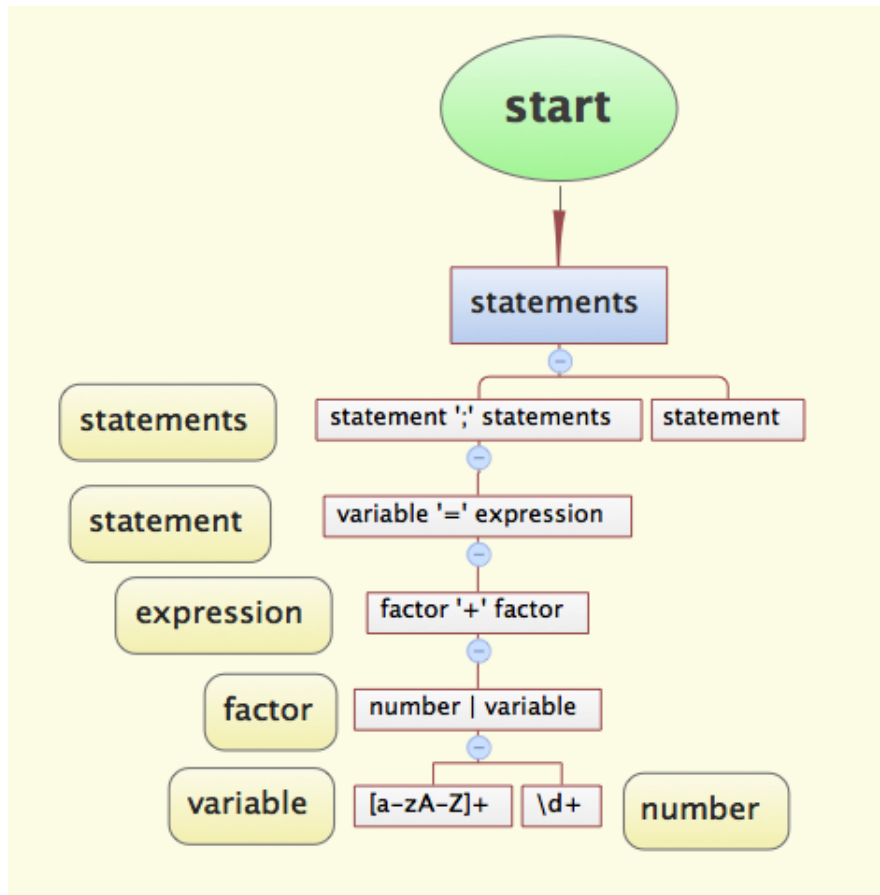 start
statements
statements
statement ';' statements
statement
statement
variable '=' expression
expression
factor '+' factor
factor
number | variable
variable
[a-zA-Z]+
\d+
number